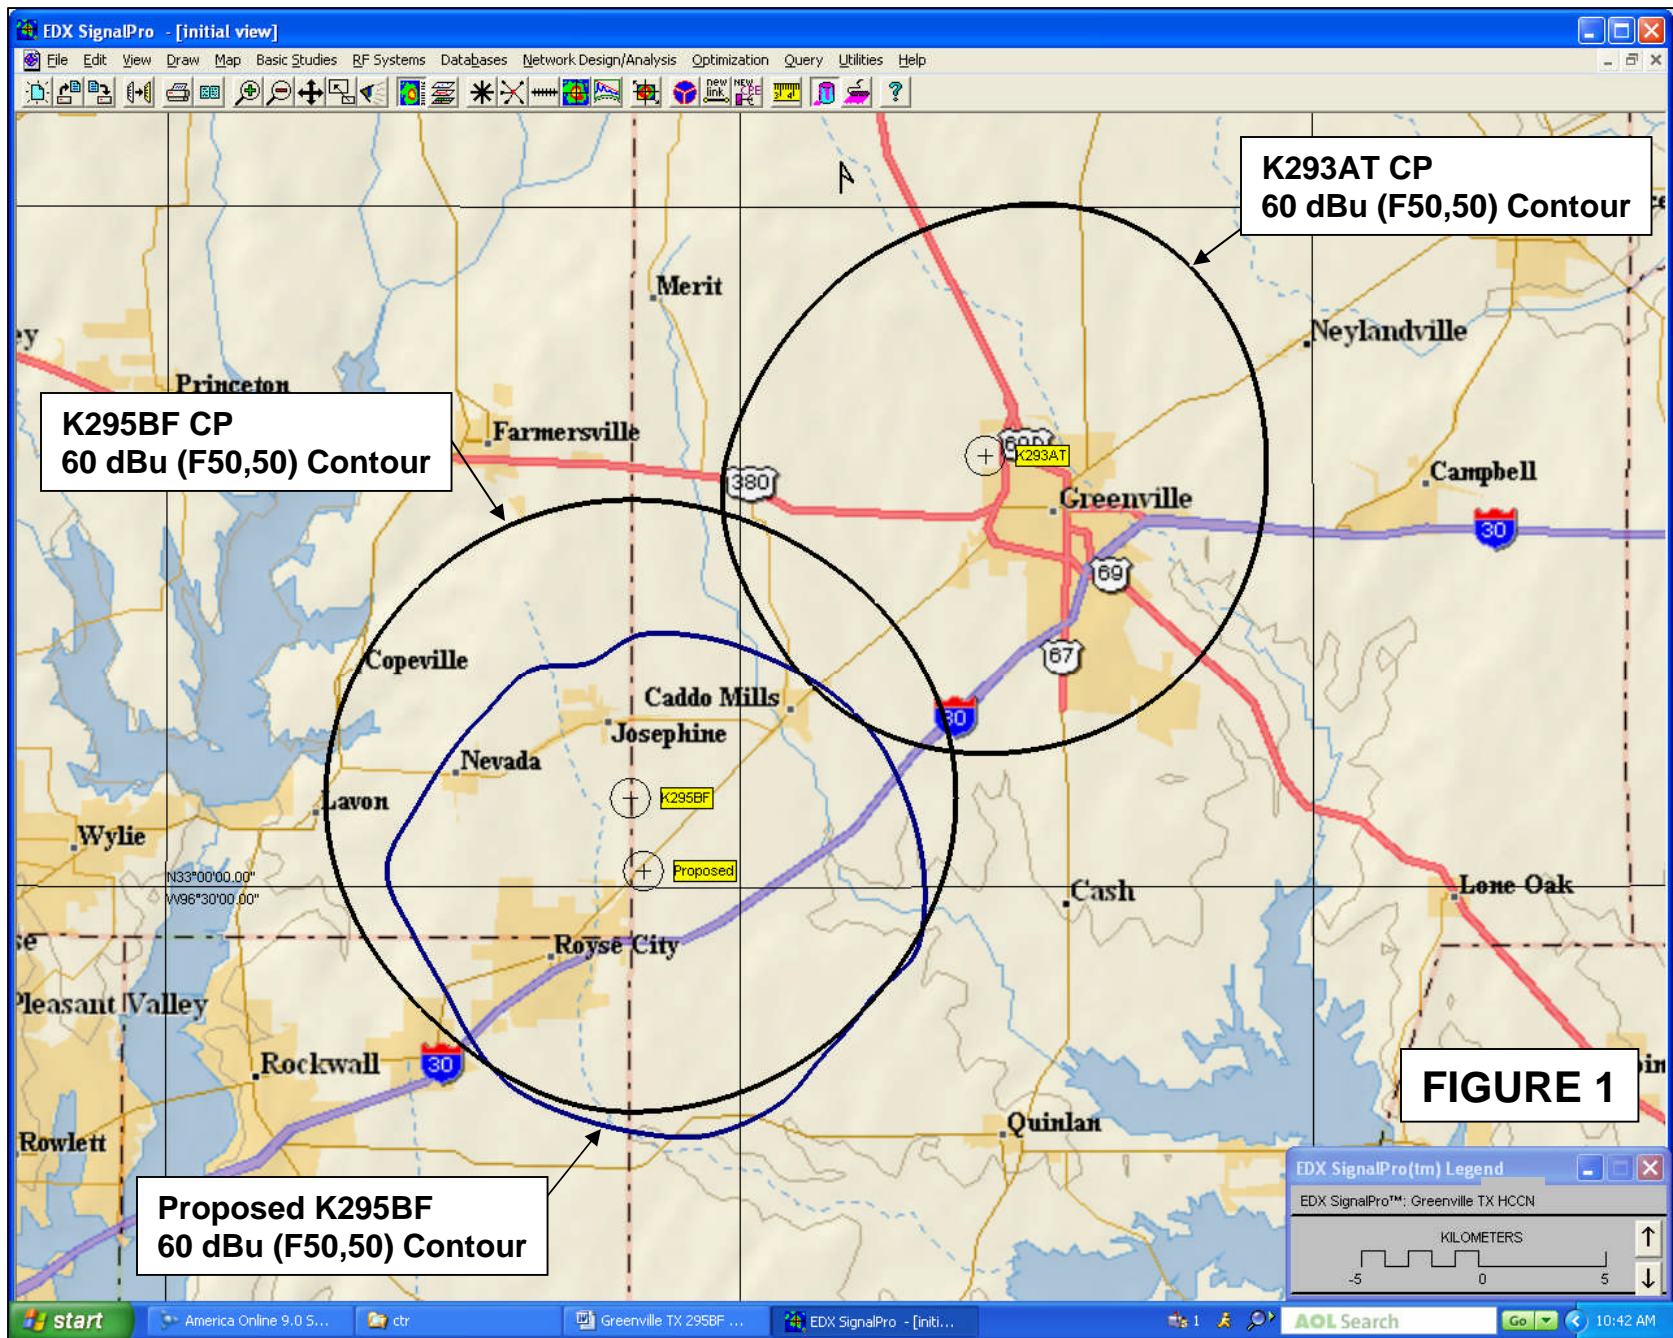 EDX SignalPro - [initial view]
File Edit View Draw Map Basic Studies RF Systems Databases Network Design/Analysis Optimization Query Utilities Help
new link
NEW CPE
K293AT CP
60 dBu (F50,50) Contour
Merit
Neylandville
Princeton
K295BF CP
60 dBu (F50,50) Contour
Farmersville
380
K293AT
Greenville
Campbell
30
69
67
Copeville
Caddo Mills
30
Josephine
Nevada
K295BF
Lavon
Wylie
Proposed
N33°00'00.00"
W96°30'00.00"
Cash
Lone Oak
Royse City
Pleasant Valley
Rockwall
30
FIGURE 1
Quinlan
Rowlett
Proposed K295BF
60 dBu (F50,50) Contour
EDX SignalPro(tm) Legend
EDX SignalPro™: Greenville TX HCCN
KILOMETERS
-5 0 5
start
America Online 9.0 S...
ctr
Greenville TX 295BF ...
EDX SignalPro - [initi...
1
AOL Search
Go
10:42 AM